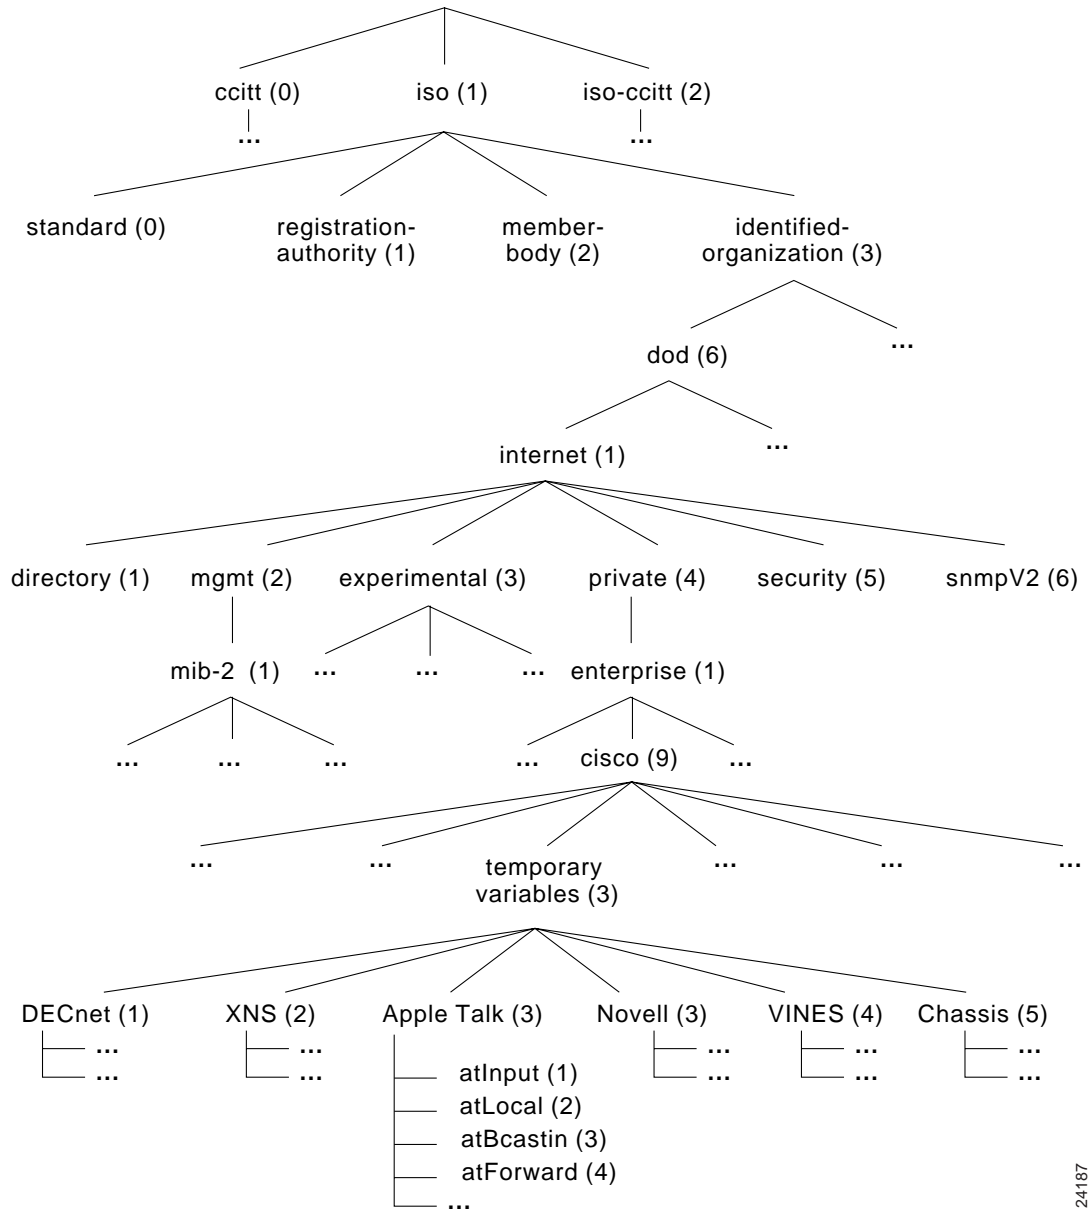 ccitt (0) iso (1) iso-ccitt (2)
... ...
standard (0) registration- member- identified-
authority (1) body (2) organization (3)
...
dod (6)
...
internet (1)
directory (1) mgmt (2) experimental (3) private (4) security (5) snmpV2 (6)
mib-2 (1) ... ... ... enterprise (1)
... ... ... ... cisco (9) ...
... ... temporary ... ... ...
variables (3)
DECnet (1) XNS (2) Apple Talk (3) Novell (3) VINES (4) Chassis (5)
... ... ... ... ...
... ... ... ... ...
atInput (1)
atLocal (2)
atBcastin (3)
atForward (4)
...
24187